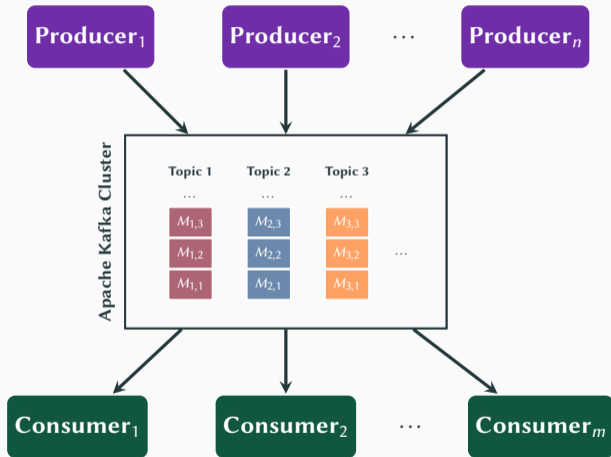 Producer₁ Producer₂ ... Producerₙ
Apache Kafka Cluster
Topic 1 Topic 2 Topic 3
... ... ...
M₁,₃ M₂,₃ M₃,₃
M₁,₂ M₂,₂ M₃,₂ ...
M₁,₁ M₂,₁ M₃,₁
Consumer₁ Consumer₂ ... Consumerₘ